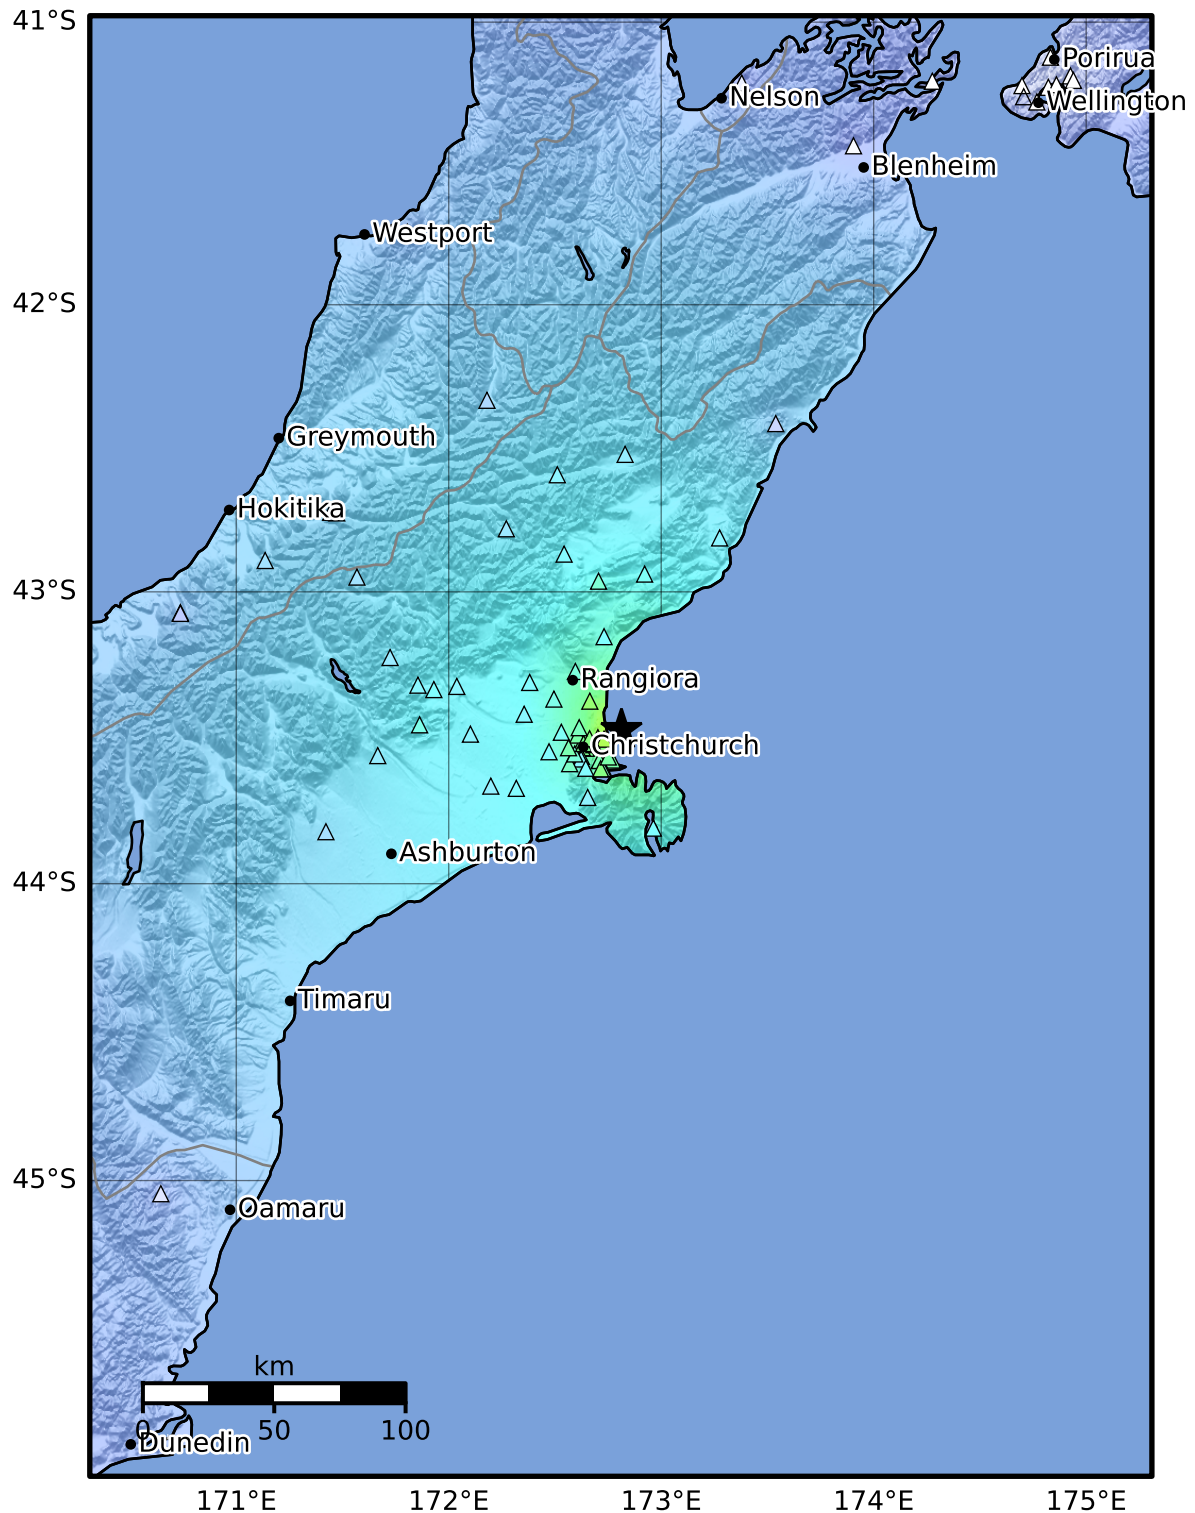 41°S
Porirua
Nelson
Wellington
Blenheim
Westport
42°S
Greymouth
Hokitika
43°S
Rangiora
Christchurch
Ashburton
44°S
Timaru
45°S
Oamaru
km
0 50 100
Dunedin
171°E 172°E 173°E 174°E 175°E